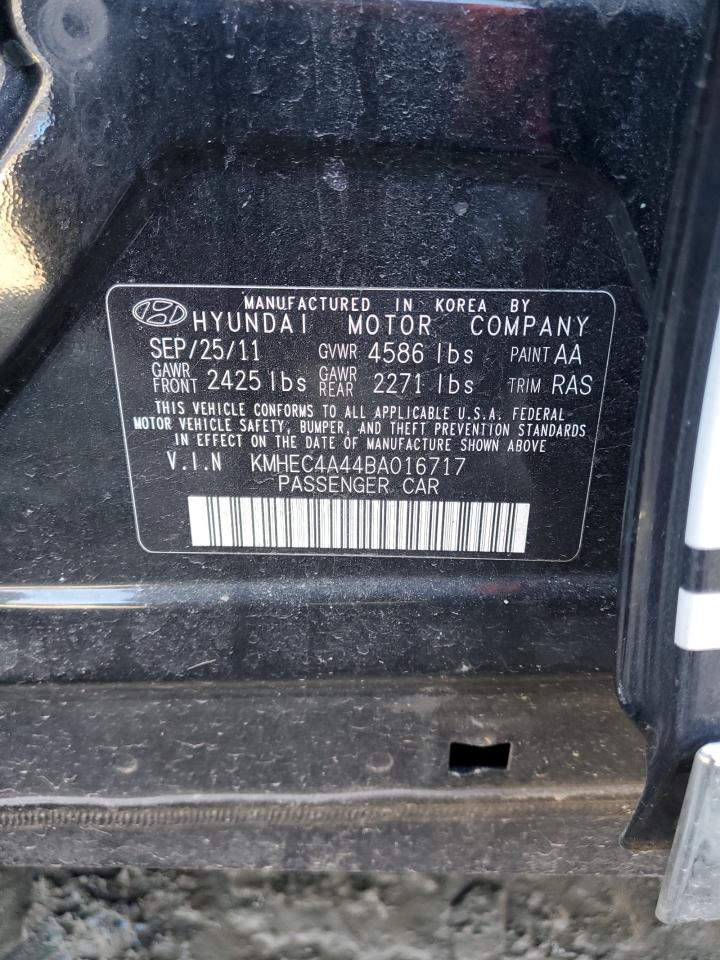 MANUFACTURED IN KOREA BY
HYUNDAI MOTOR COMPANY
SEP/25/11 GVWR 4586 lbs PAINT AA
GAWR FRONT 2425 lbs GAWR REAR 2271 lbs TRIM RAS
THIS VEHICLE CONFORMS TO ALL APPLICABLE U.S.A. FEDERAL
MOTOR VEHICLE SAFETY, BUMPER, AND THEFT PREVENTION STANDARDS
IN EFFECT ON THE DATE OF MANUFACTURE SHOWN ABOVE
V.I.N KMHEC4A44BA016717
PASSENGER CAR